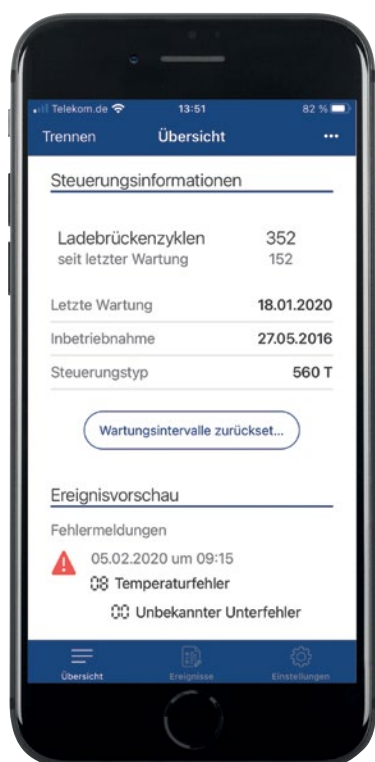 Telekom.de 13:51 82 %
Trennen Übersicht •••
Steuerungsinformationen
Ladebrückenzyklen 352
seit letzter Wartung 152
Letzte Wartung 18.01.2020
Inbetriebnahme 27.05.2016
Steuerungstyp 560 T
Wartungsintervalle zurückset...
Ereignisvorschau
Fehlermeldungen
05.02.2020 um 09:15
08 Temperaturfehler
00 Unbekannter Unterfehler
Übersicht Ereignisse Einstellungen